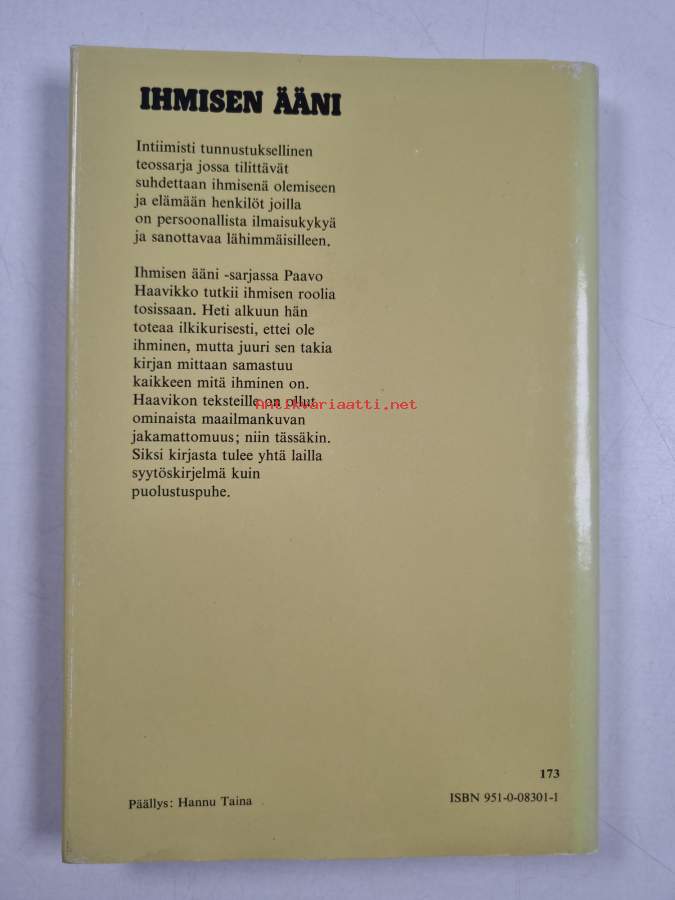 IHMISEN ÄÄNI
Intiimisti tunnustuksellinen
teossarja jossa tilittävät
suhdettaan ihmisenä olemiseen
ja elämään henkilöt joilla
on persoonallista ilmaisukykyä
ja sanottavaa lähimmäisilleen.
Ihmisen ääni -sarjassa Paavo
Haavikko tutkii ihmisen roolia
tosissaan. Heti alkuun hän
toteaa ilkikurisesti, ettei ole
ihminen, mutta juuri sen takia
kirjan mittaan samastuu
kaikkeen mitä ihminen on.
Haavikon teksteille on ollut
Antikvariaatti.net
ominaista maailmankuvan
jakamattomuus; niin tässäkin.
Siksi kirjasta tulee yhtä lailla
syytöskirjelmä kuin
puolustuspuhe.
173
Päällys: Hannu Taina
ISBN 951-0-08301-1